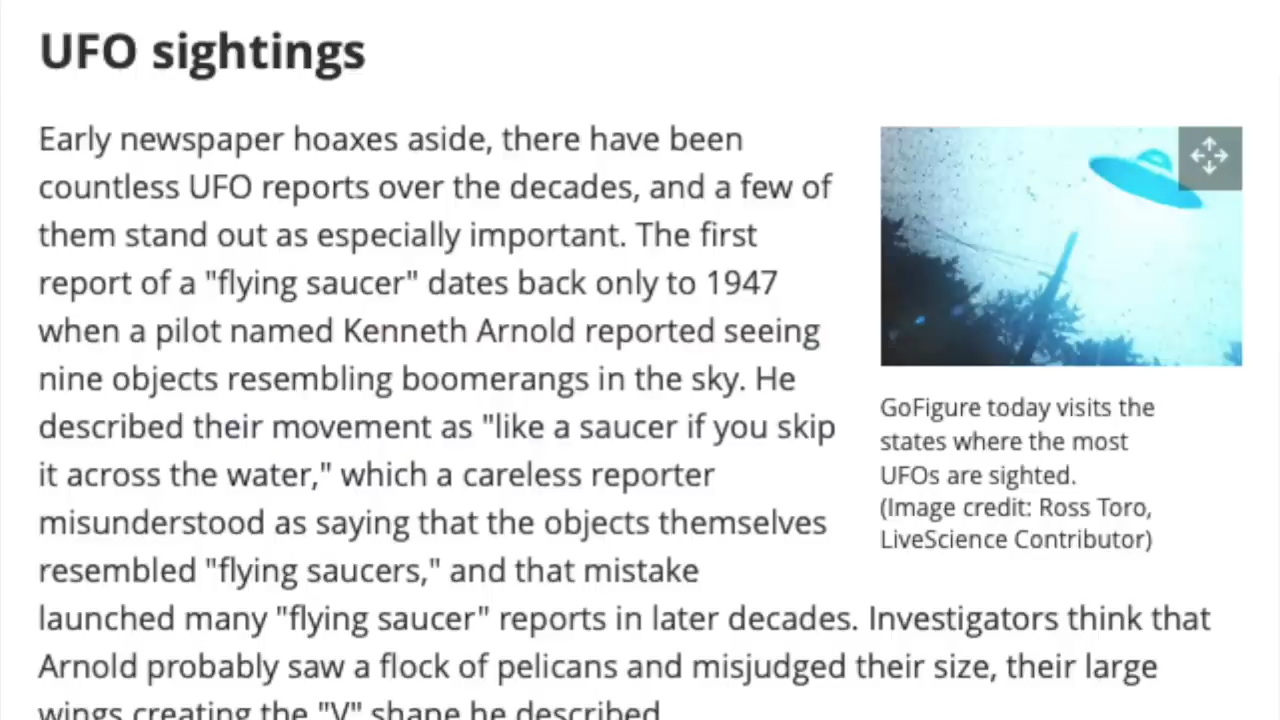 UFO sightings
Early newspaper hoaxes aside, there have been
countless UFO reports over the decades, and a few of
them stand out as especially important. The first
report of a "flying saucer" dates back only to 1947
when a pilot named Kenneth Arnold reported seeing
nine objects resembling boomerangs in the sky. He
described their movement as "like a saucer if you skip
it across the water," which a careless reporter
misunderstood as saying that the objects themselves
resembled "flying saucers," and that mistake
launched many "flying saucer" reports in later decades. Investigators think that
Arnold probably saw a flock of pelicans and misjudged their size, their large
wings creating the "V" shape he described
GoFigure today visits the
states where the most
UFOs are sighted.
(Image credit: Ross Toro,
LiveScience Contributor)